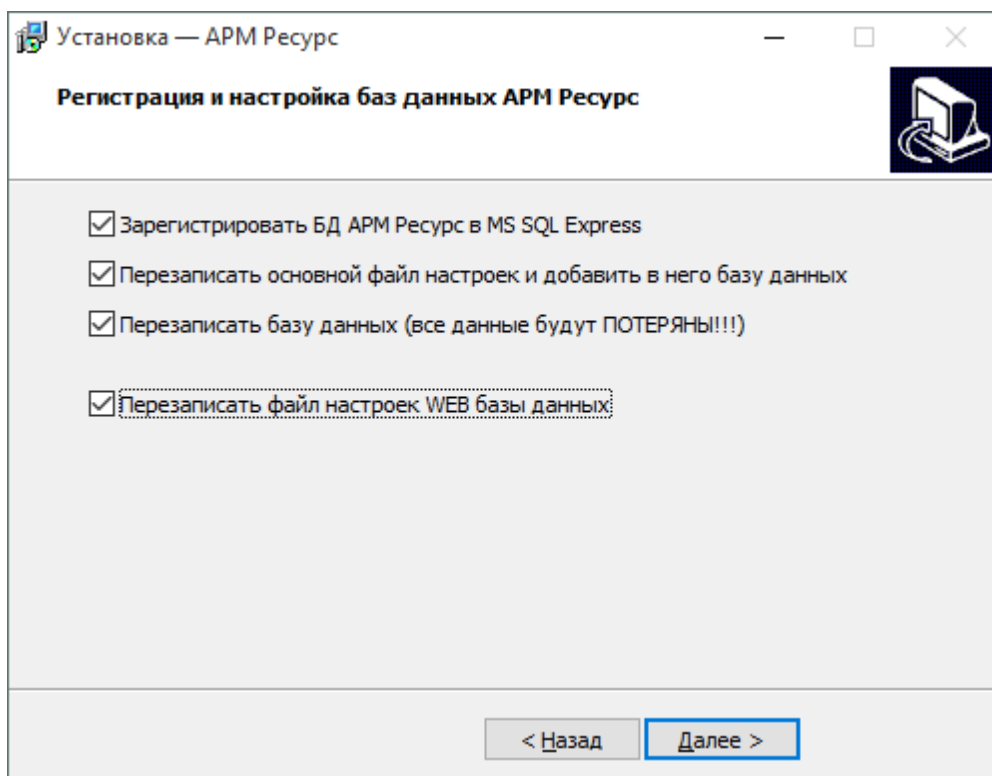 Установка — АРМ Ресурс
Регистрация и настройка баз данных АРМ Ресурс
Зарегистрировать БД АРМ Ресурс в MS SQL Express
Перезаписать основной файл настроек и добавить в него базу данных
Перезаписать базу данных (все данные будут ПОТЕРЯНЫ!!!)
Перезаписать файл настроек WEB базы данных
< Назад Далее >